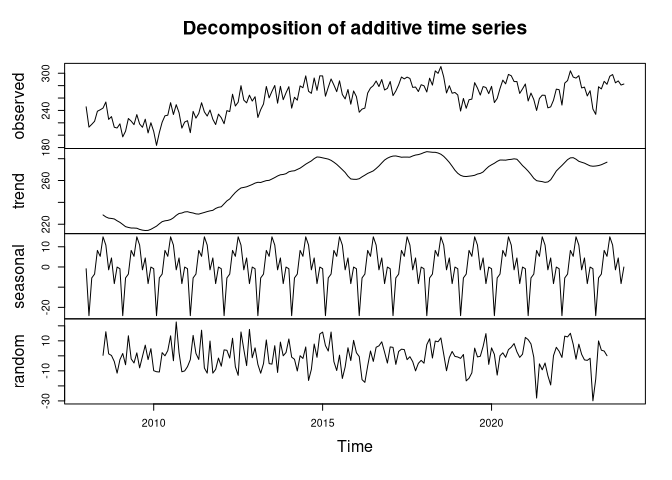 Decomposition of additive time series
observed
180 240 300
trend
220 260
seasonal
-20 0 10
random
-30 10
2010 2015 2020
Time